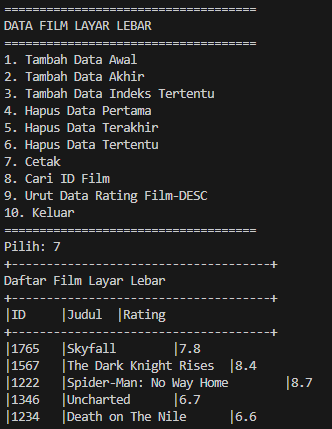 ====================================
DATA FILM LAYAR LEBAR
====================================
1. Tambah Data Awal
2. Tambah Data Akhir
3. Tambah Data Indeks Tertentu
4. Hapus Data Pertama
5. Hapus Data Terakhir
6. Hapus Data Tertentu
7. Cetak
8. Cari ID Film
9. Urut Data Rating Film-DESC
10. Keluar
====================================
Pilih: 7
+-------------------------------------+
Daftar Film Layar Lebar
+-------------------------------------+
|ID     |Judul  |Rating
+-------------------------------------+
|1765   |Skyfall        |7.8
|1567   |The Dark Knight Rises  |8.4
|1222   |Spider-Man: No Way Home        |8.7
|1346   |Uncharted      |6.7
|1234   |Death on The Nile      |6.6